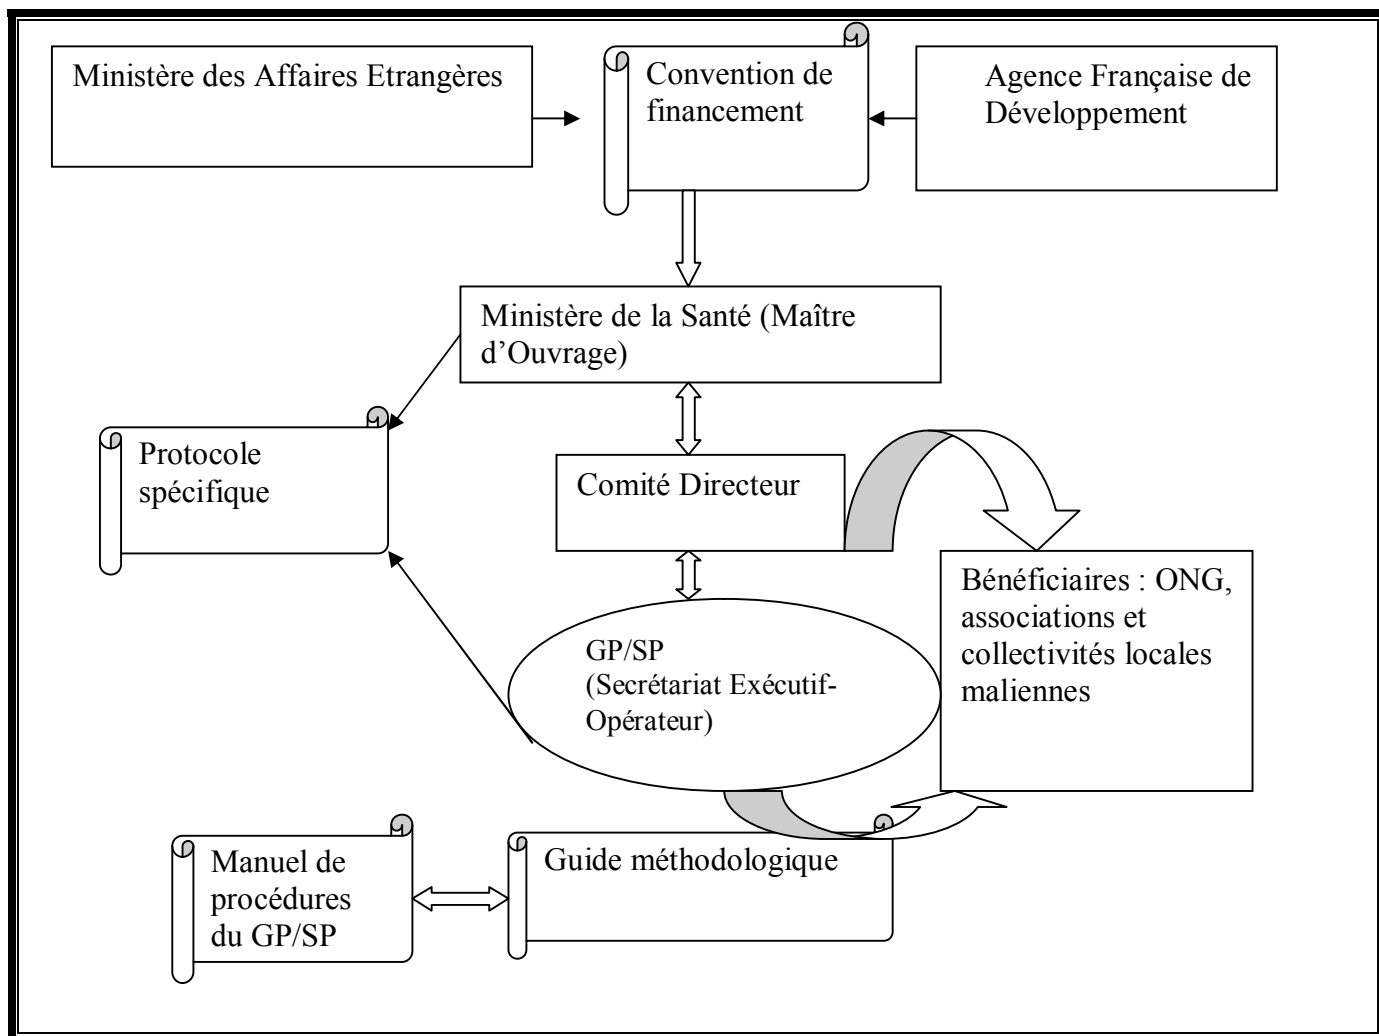 Ministère des Affaires Etrangères
Convention de
financement
Agence Française de
Développement
Ministère de la Santé (Maître
d’Ouvrage)
Protocole
spécifique
Comité Directeur
Bénéficiaires : ONG,
associations et
collectivités locales
maliennes
GP/SP
(Secrétariat Exécutif-
Opérateur)
Manuel de
procédures
du GP/SP
Guide méthodologique